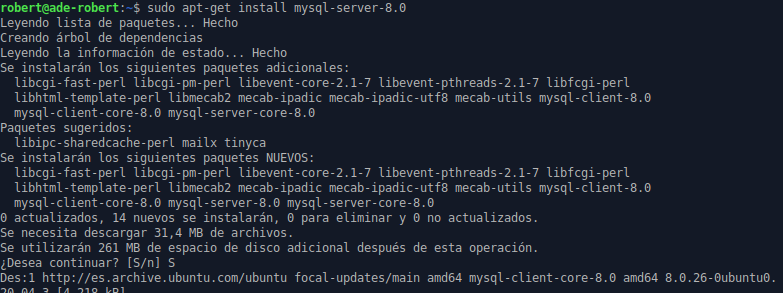 robert@ade-robert:~$ sudo apt-get install mysql-server-8.0
Leyendo lista de paquetes... Hecho
Creando árbol de dependencias
Leyendo la información de estado... Hecho
Se instalarán los siguientes paquetes adicionales:
  libcgi-fast-perl libcgi-pm-perl libevent-core-2.1-7 libevent-pthreads-2.1-7 libfcgi-perl
  libhtml-template-perl libmecab2 mecab-ipadic mecab-ipadic-utf8 mecab-utils mysql-client-8.0
  mysql-client-core-8.0 mysql-server-core-8.0
Paquetes sugeridos:
  libipc-sharedcache-perl mailx tinyca
Se instalarán los siguientes paquetes NUEVOS:
  libcgi-fast-perl libcgi-pm-perl libevent-core-2.1-7 libevent-pthreads-2.1-7 libfcgi-perl
  libhtml-template-perl libmecab2 mecab-ipadic mecab-ipadic-utf8 mecab-utils mysql-client-8.0
  mysql-client-core-8.0 mysql-server-8.0 mysql-server-core-8.0
0 actualizados, 14 nuevos se instalarán, 0 para eliminar y 0 no actualizados.
Se necesita descargar 31,4 MB de archivos.
Se utilizarán 261 MB de espacio de disco adicional después de esta operación.
¿Desea continuar? [S/n] S
Des:1 http://es.archive.ubuntu.com/ubuntu focal-updates/main amd64 mysql-client-core-8.0 amd64 8.0.26-0ubuntu0.
20.04.3 [4.218 kB]